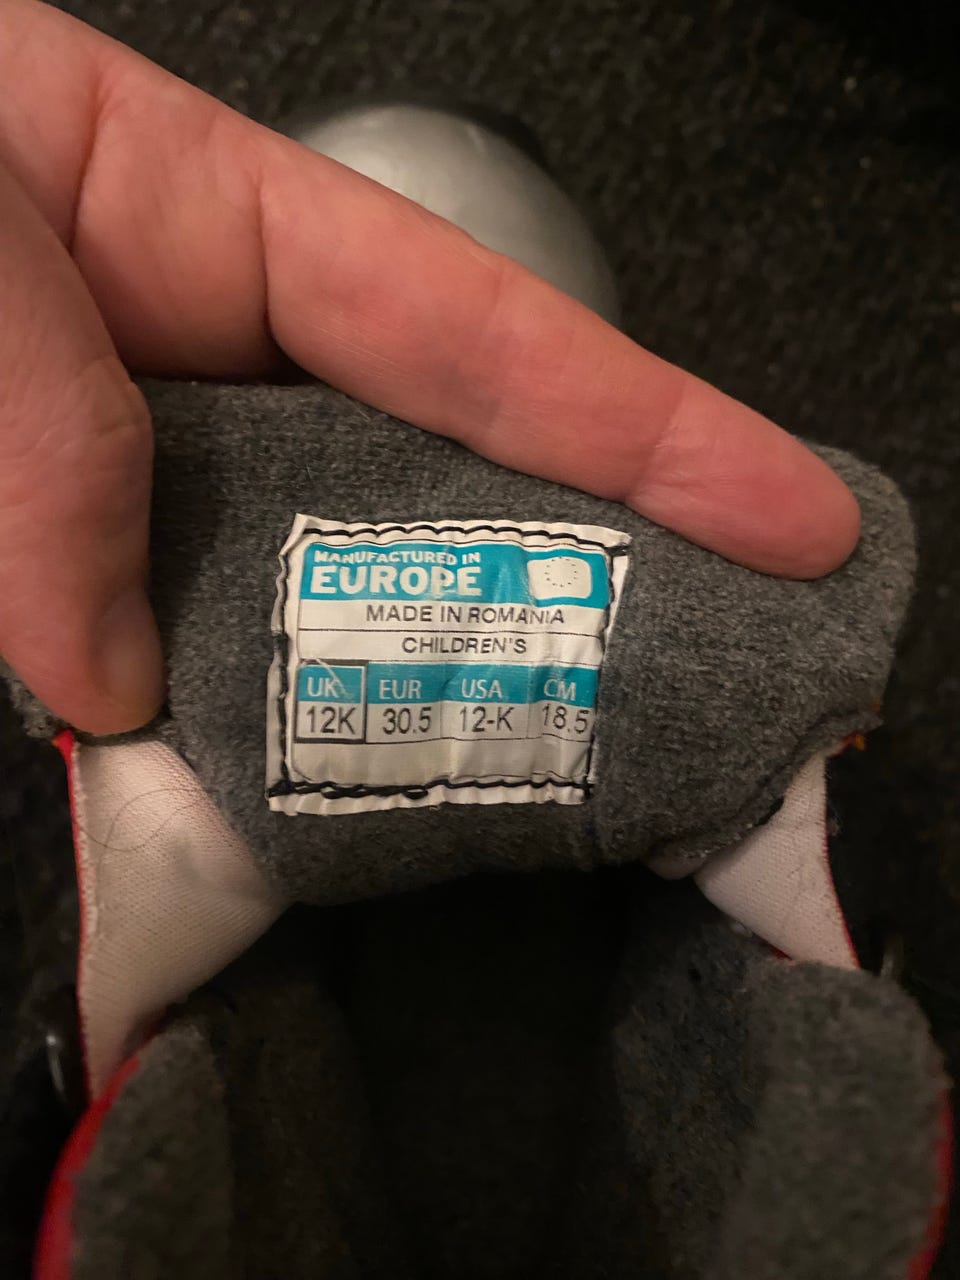 MANUFACTURED IN
EUROPE
MADE IN ROMANIA
CHILDREN'S
UK EUR USA CM
12K 30.5 12-K 18.5